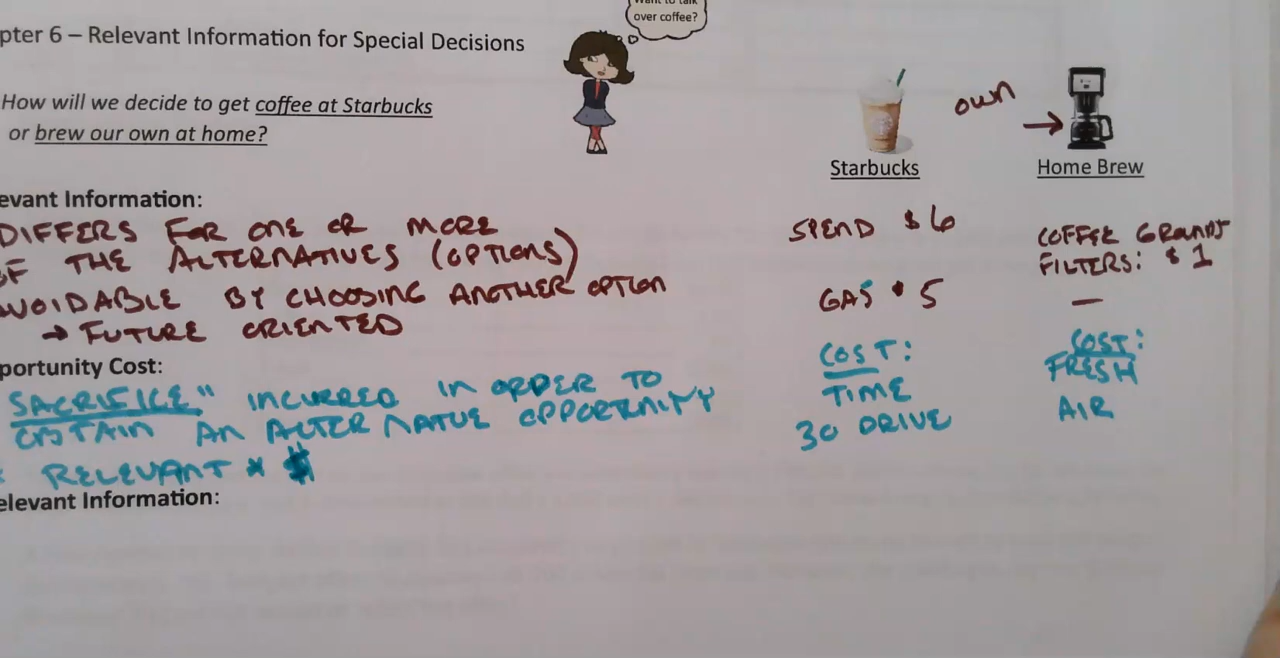 want to talk
over coffee?
pter 6 – Relevant Information for Special Decisions
How will we decide to get coffee at Starbucks
or brew our own at home?
OWN
Starbucks
Home Brew
evant Information:
DIFFERS FOR ONE OR MORE
OF THE ALTERNATIVES (OPTIONS)
AVOIDABLE BY CHOOSING ANOTHER OPTION
→ FUTURE ORIENTED
SPEND $6
COFFEE GROUNDS
FILTERS: $1
GAS $5
—
portunity Cost:
SACRIFICE" INCURRED IN ORDER TO
OBTAIN AN ALTERNATIVE OPPORTUNITY
* RELEVANT * $
COST:
TIME
30 DRIVE
COST:
FRESH
AIR
elevant Information: